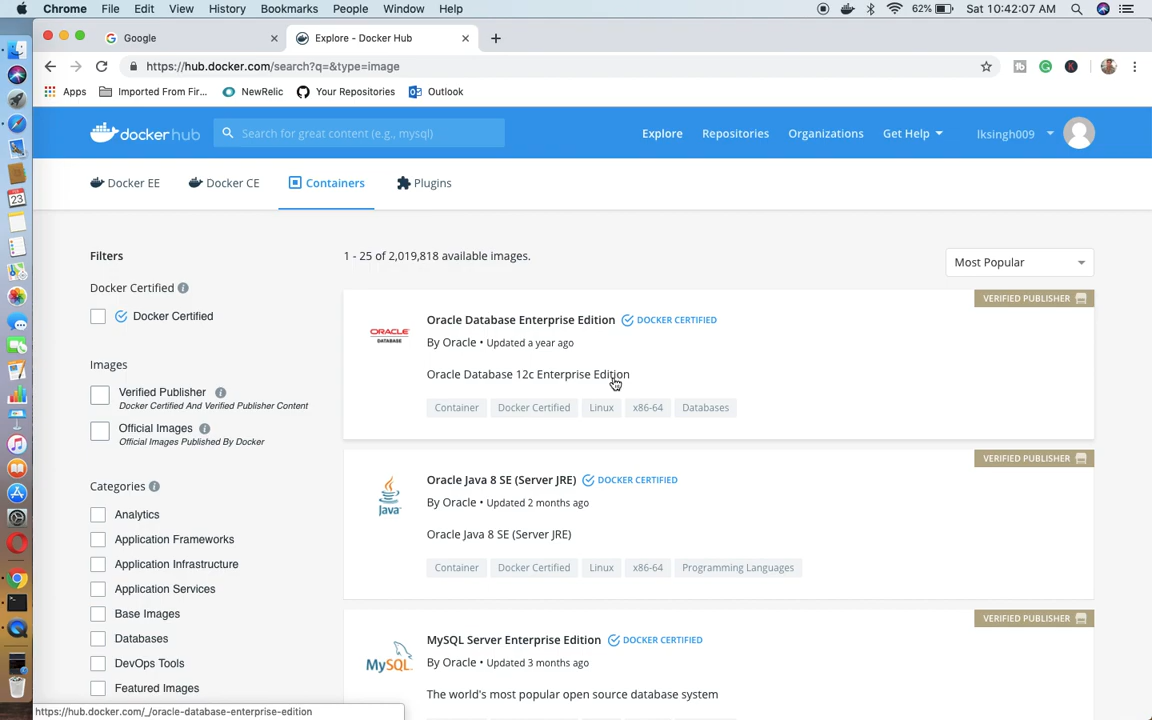 Chrome File Edit View History Bookmarks People Window Help 62% Sat 10:42:07 AM
Google Explore - Docker Hub
https://hub.docker.com/search?q=&type=image
Apps Imported From Fir... NewRelic Your Repositories Outlook
dockerhub Search for great content (e.g., mysql) Explore Repositories Organizations Get Help lksingh009
Docker EE Docker CE Containers Plugins
Filters
1 - 25 of 2,019,818 available images.
Most Popular
Docker Certified
Docker Certified
Images
Verified Publisher
Docker Certified And Verified Publisher Content
Official Images
Official Images Published By Docker
Categories
Analytics
Application Frameworks
Application Infrastructure
Application Services
Base Images
Databases
DevOps Tools
Featured Images
VERIFIED PUBLISHER
ORACLE
DATABASE
Oracle Database Enterprise Edition DOCKER CERTIFIED
By Oracle • Updated a year ago
Oracle Database 12c Enterprise Edition
Container Docker Certified Linux x86-64 Databases
VERIFIED PUBLISHER
Java
Oracle Java 8 SE (Server JRE) DOCKER CERTIFIED
By Oracle • Updated 2 months ago
Oracle Java 8 SE (Server JRE)
Container Docker Certified Linux x86-64 Programming Languages
VERIFIED PUBLISHER
MySQL
MySQL Server Enterprise Edition DOCKER CERTIFIED
By Oracle • Updated 3 months ago
The world's most popular open source database system
https://hub.docker.com/_/oracle-database-enterprise-edition